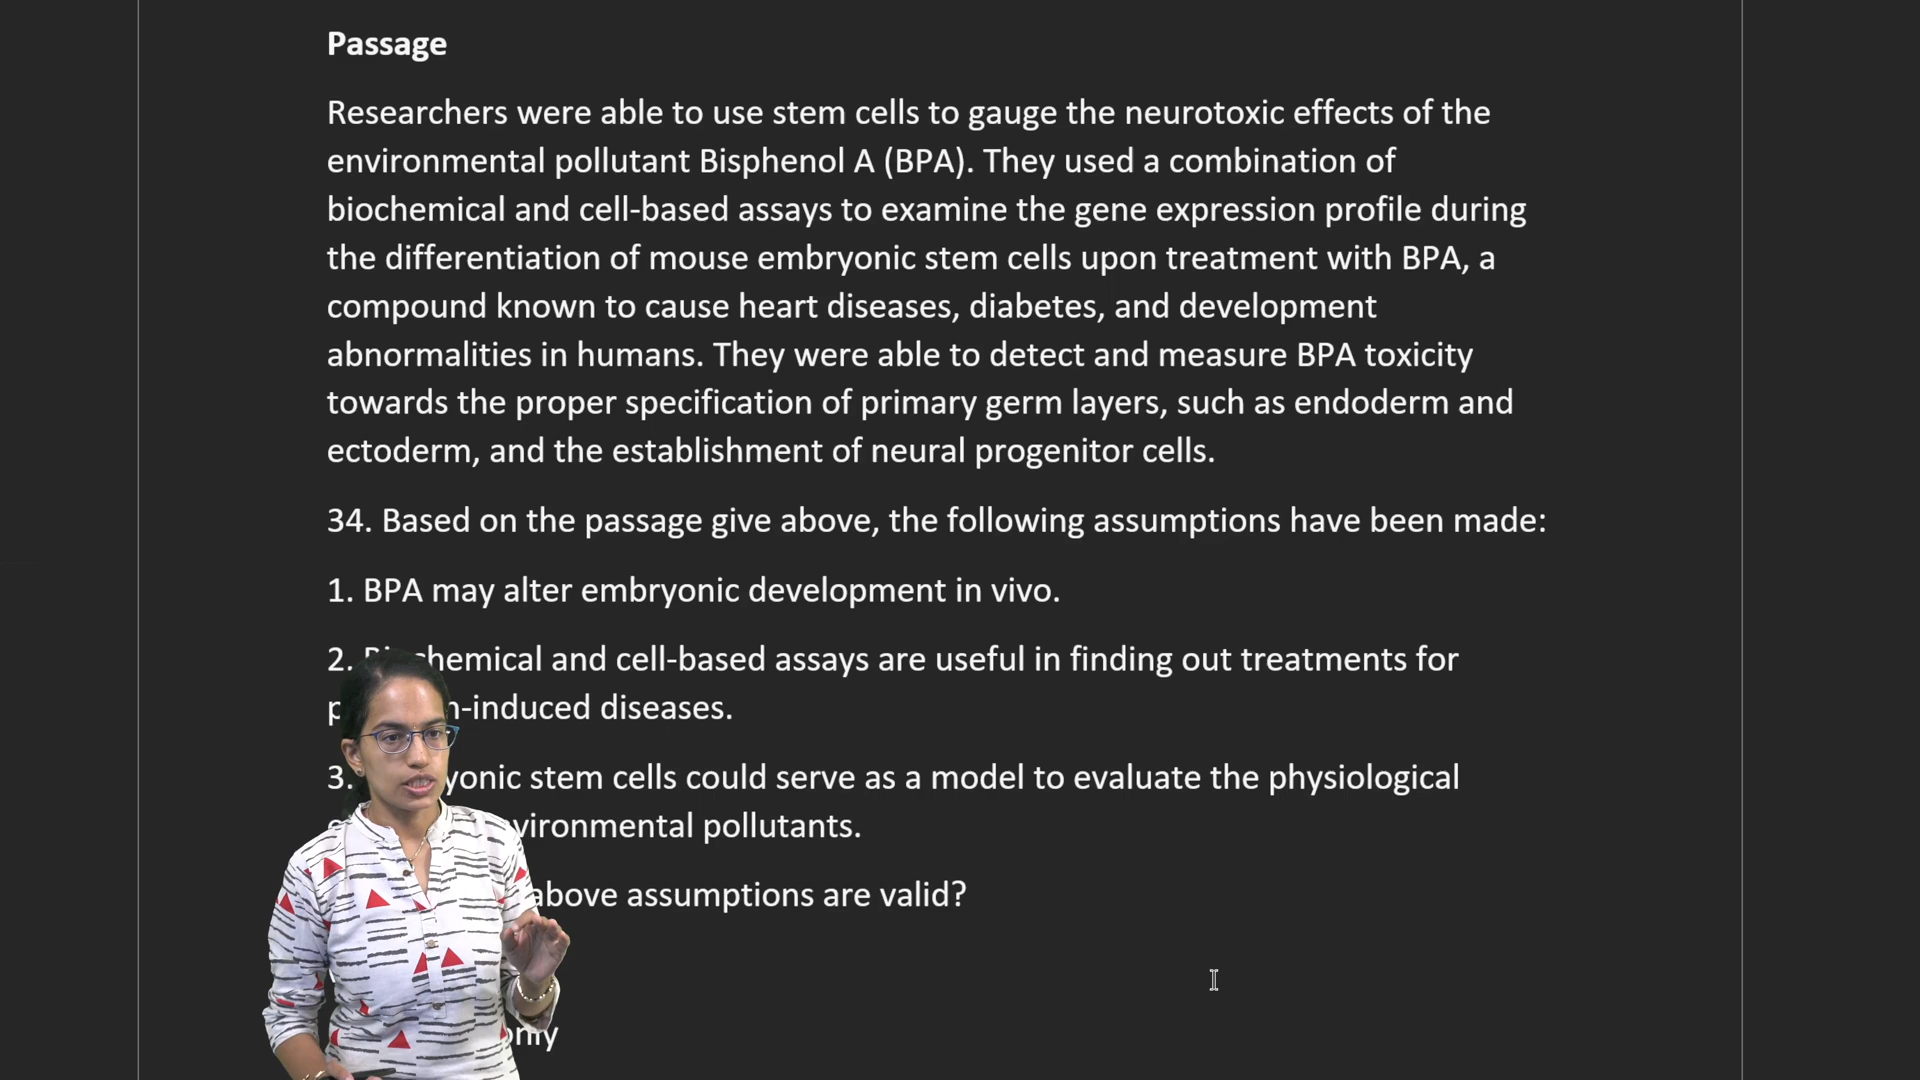 Passage
Researchers were able to use stem cells to gauge the neurotoxic effects of the
environmental pollutant Bisphenol A (BPA). They used a combination of
biochemical and cell-based assays to examine the gene expression profile during
the differentiation of mouse embryonic stem cells upon treatment with BPA, a
compound known to cause heart diseases, diabetes, and development
abnormalities in humans. They were able to detect and measure BPA toxicity
towards the proper specification of primary germ layers, such as endoderm and
ectoderm, and the establishment of neural progenitor cells.
34. Based on the passage give above, the following assumptions have been made:
1. BPA may alter embryonic development in vivo.
2. Biochemical and cell-based assays are useful in finding out treatments for
-induced diseases.
3. stem cells could serve as a model to evaluate the physiological
environmental pollutants.
above assumptions are valid?
only